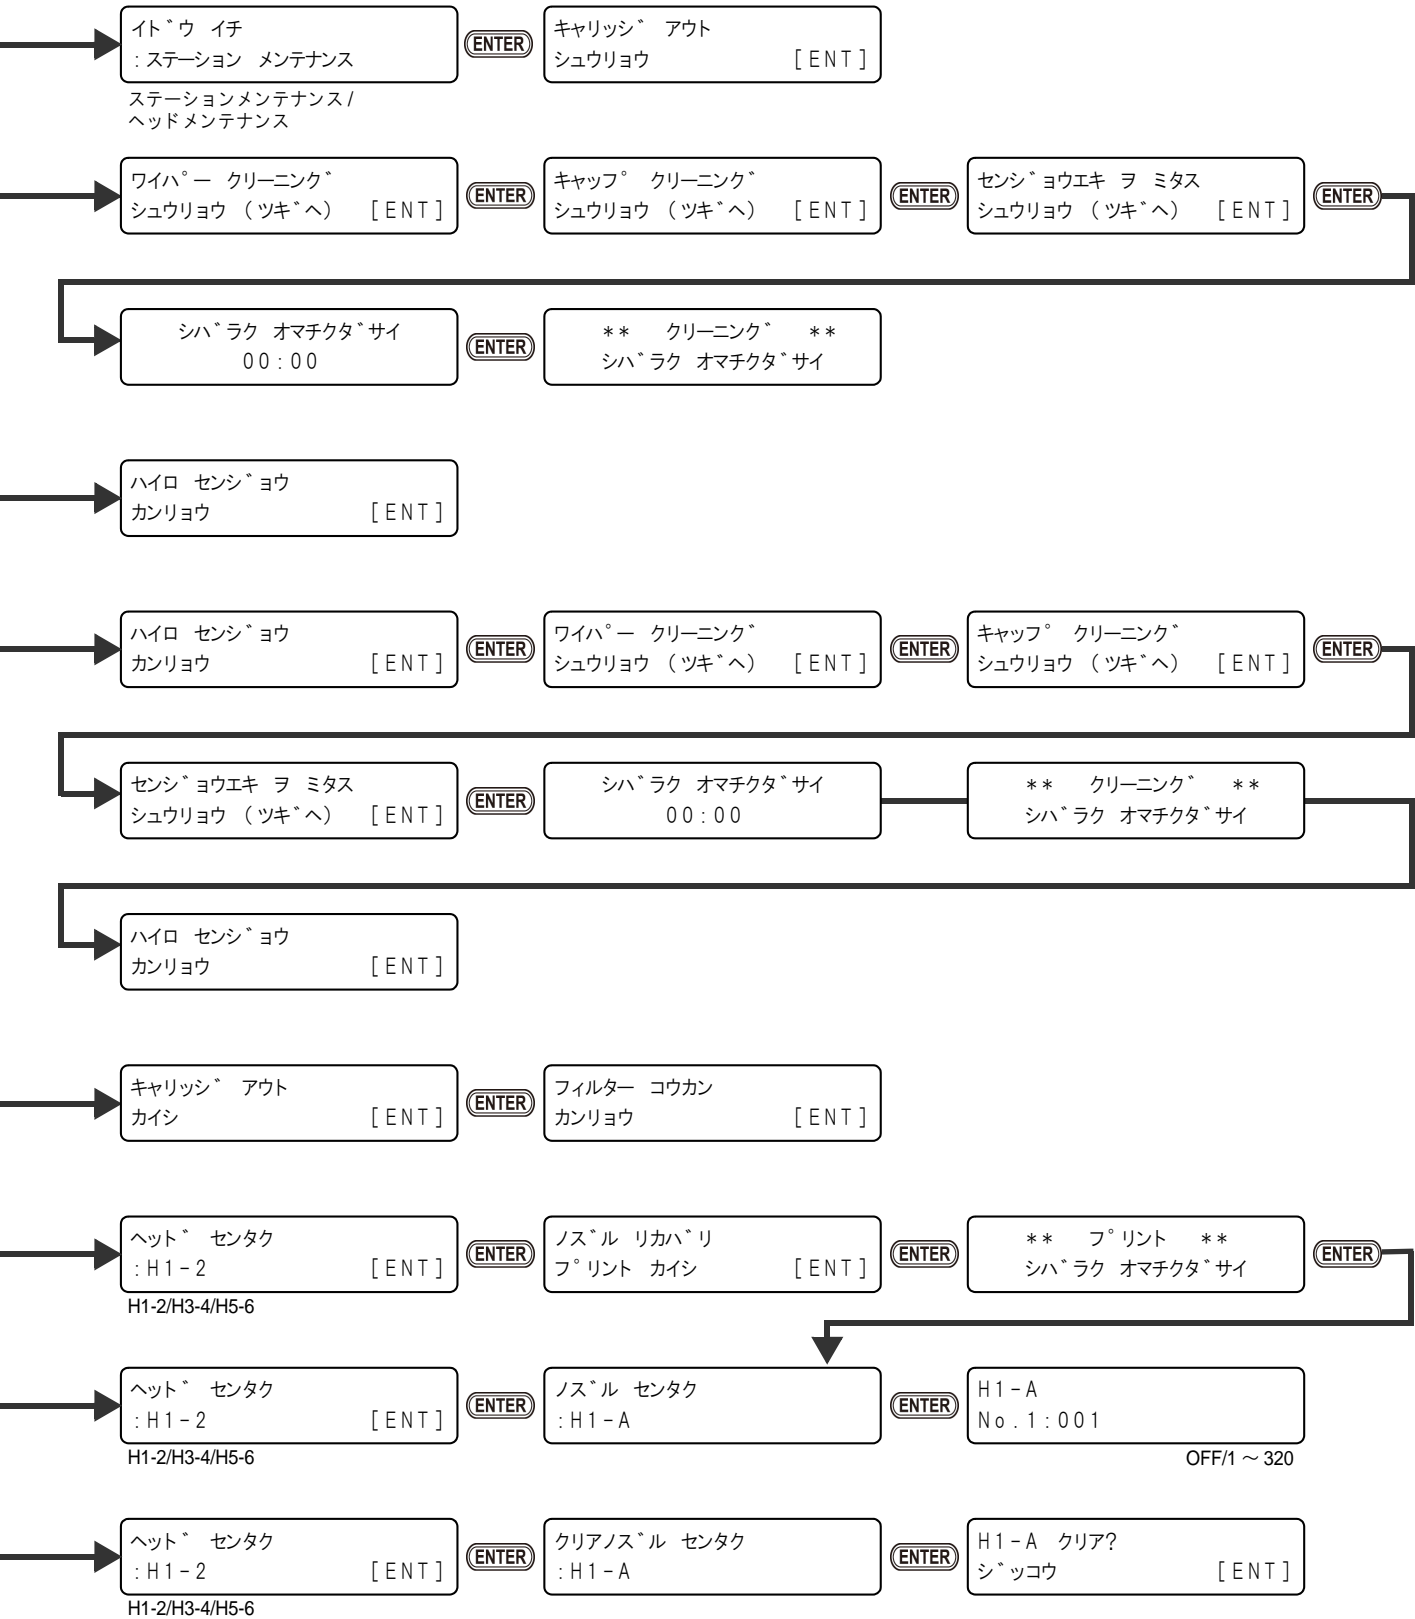 イト゛ウ イチ
:ステーション メンテナンス
ENTER
キャリッシ゛ アウト
シュウリョウ [ENT]
ステーションメンテナンス/
ヘッドメンテナンス
ワイハ゜ー クリーニンク゛
シュウリョウ (ツキ゛ヘ) [ENT]
ENTER
キャッフ゜ クリーニンク゛
シュウリョウ (ツキ゛ヘ) [ENT]
ENTER
センシ゛ョウエキ ヲ ミタス
シュウリョウ (ツキ゛ヘ) [ENT]
ENTER
シハ゛ラク オマチクタ゛サイ
00:00
ENTER
** クリーニンク゛ **
シハ゛ラク オマチクタ゛サイ
ハイロ センシ゛ョウ
カンリョウ [ENT]
ハイロ センシ゛ョウ
カンリョウ [ENT]
ENTER
ワイハ゜ー クリーニンク゛
シュウリョウ (ツキ゛ヘ) [ENT]
ENTER
キャッフ゜ クリーニンク゛
シュウリョウ (ツキ゛ヘ) [ENT]
ENTER
センシ゛ョウエキ ヲ ミタス
シュウリョウ (ツキ゛ヘ) [ENT]
ENTER
シハ゛ラク オマチクタ゛サイ
00:00
** クリーニンク゛ **
シハ゛ラク オマチクタ゛サイ
ハイロ センシ゛ョウ
カンリョウ [ENT]
キャリッシ゛ アウト
カイシ [ENT]
ENTER
フィルター コウカン
カンリョウ [ENT]
ヘット゛ センタク
:H1-2 [ENT]
ENTER
ノス゛ル リカハ゛リ
フ゜リント カイシ [ENT]
ENTER
** フ゜リント **
シハ゛ラク オマチクタ゛サイ
ENTER
H1-2/H3-4/H5-6
ヘット゛ センタク
:H1-2 [ENT]
ENTER
ノス゛ル センタク
:H1-A
ENTER
H1-A
No.1:001
H1-2/H3-4/H5-6
OFF/1 ~ 320
ヘット゛ センタク
:H1-2 [ENT]
ENTER
クリアノス゛ル センタク
:H1-A
ENTER
H1-A クリア?
シ゛ッコウ [ENT]
H1-2/H3-4/H5-6